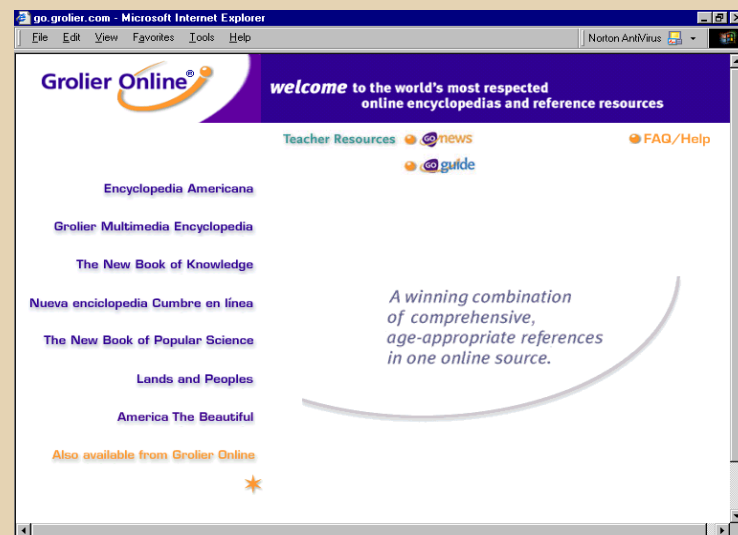 go.grolier.com - Microsoft Internet Explorer
File Edit View Favorites Tools Help
Norton AntiVirus
Grolier Online®
welcome to the world's most respected
online encyclopedias and reference resources
Teacher Resources GO news FAQ/Help
GO guide
Encyclopedia Americana
Grolier Multimedia Encyclopedia
The New Book of Knowledge
Nueva enciclopedia Cumbre en línea
The New Book of Popular Science
Lands and Peoples
America The Beautiful
Also available from Grolier Online
A winning combination
of comprehensive,
age-appropriate references
in one online source.